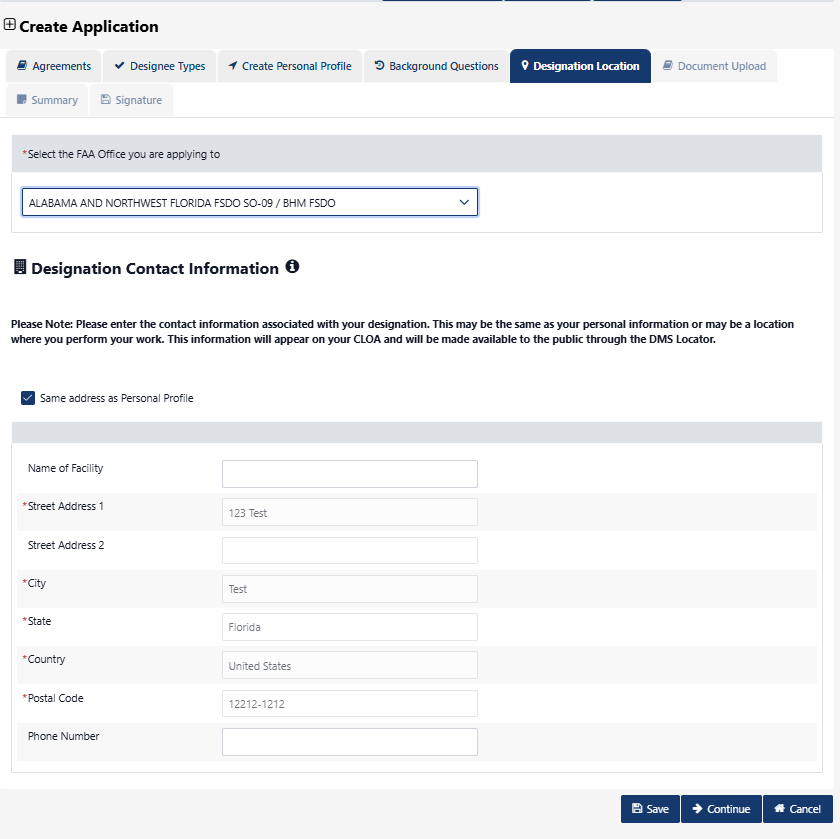 Create Application
Agreements Designee Types Create Personal Profile Background Questions Designation Location Document Upload
Summary Signature
*Select the FAA Office you are applying to
ALABAMA AND NORTHWEST FLORIDA FSDO SO-09 / BHM FSDO
Designation Contact Information
Please Note: Please enter the contact information associated with your designation. This may be the same as your personal information or may be a location
where you perform your work. This information will appear on your CLOA and will be made available to the public through the DMS Locator.
Same address as Personal Profile
Name of Facility
*Street Address 1 123 Test
Street Address 2
*City Test
*State Florida
*Country United States
*Postal Code 12212-1212
Phone Number
Save Continue Cancel